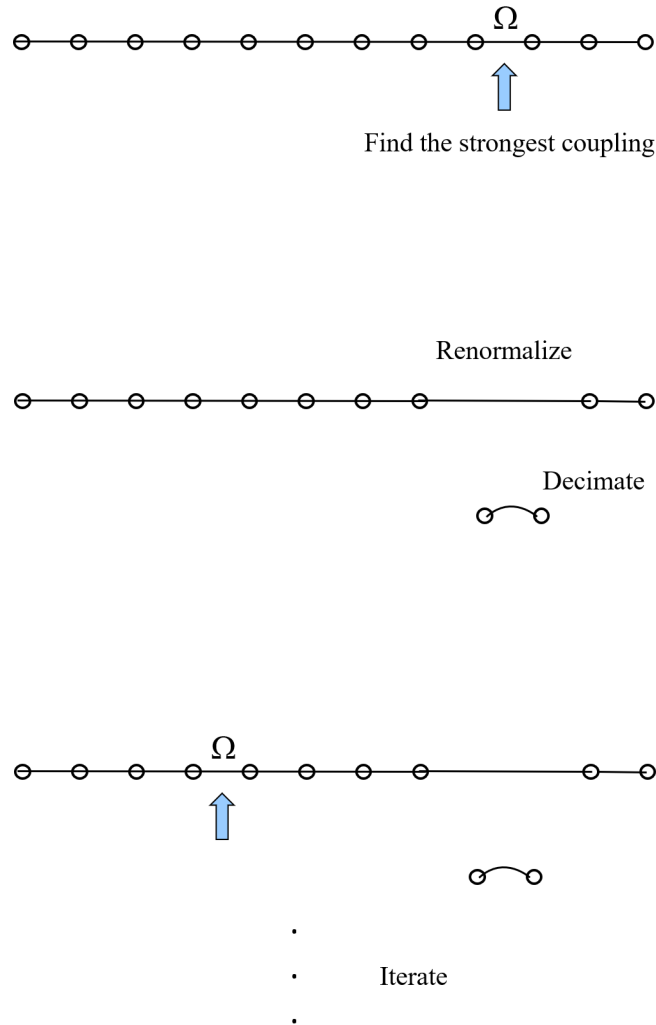 Ω
Find the strongest coupling
Renormalize
Decimate
Ω
Iterate